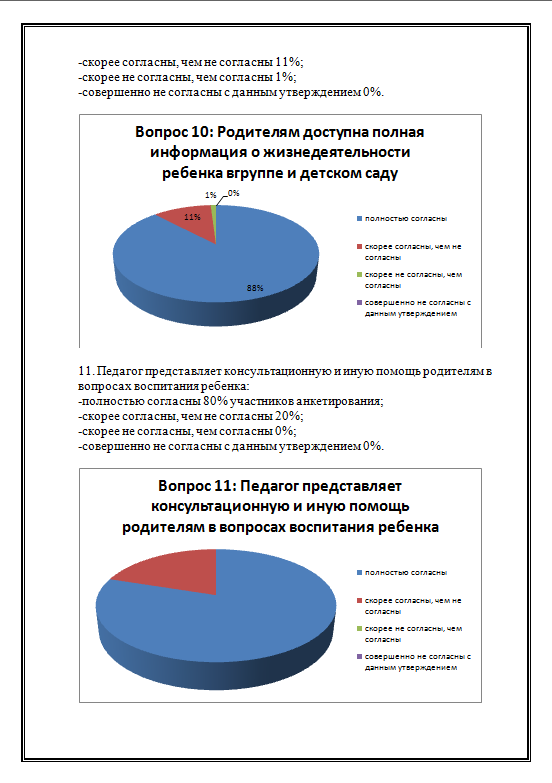 -скорее согласны, чем не согласны 11%;
-скорее не согласны, чем согласны 1%;
-совершенно не согласны с данным утверждением 0%.
Вопрос 10: Родителям доступна полная
информация о жизнедеятельности
ребенка вгруппе и детском саду
1%
0%
11%
88%
полностью согласны
скорее согласны, чем не
согласны
скорее не согласны, чем
согласны
совершенно не согласны с
данным утверждением
11. Педагог представляет консультационную и иную помощь родителям в
вопросах воспитания ребенка:
-полностью согласны 80% участников анкетирования;
-скорее согласны, чем не согласны 20%;
-скорее не согласны, чем согласны 0%;
-совершенно не согласны с данным утверждением 0%.
Вопрос 11: Педагог представляет
консультационную и иную помощь
родителям в вопросах воспитания ребенка
полностью согласны
скорее согласны, чем не
согласны
скорее не согласны, чем
согласны
совершенно не согласны с
данным утверждением